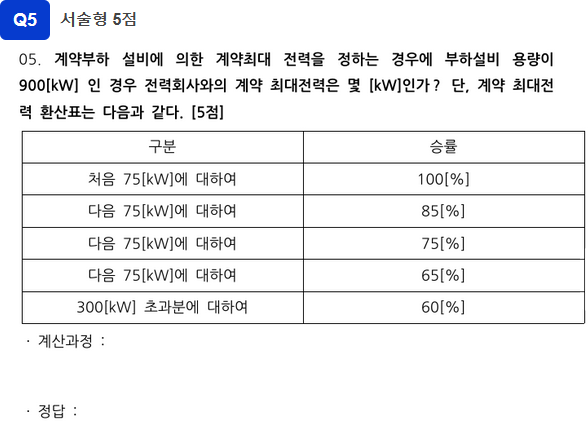 Q5 서술형 5점
05. 계약부하 설비에 의한 계약최대 전력을 정하는 경우에 부하설비 용량이
900[kW] 인 경우 전력회사와의 계약 최대전력은 몇 [kW]인가? 단, 계약 최대전
력 환산표는 다음과 같다. [5점]
구분 승률
처음 75[kW]에 대하여 100[%]
다음 75[kW]에 대하여 85[%]
다음 75[kW]에 대하여 75[%]
다음 75[kW]에 대하여 65[%]
300[kW] 초과분에 대하여 60[%]
· 계산과정 :
· 정답 :